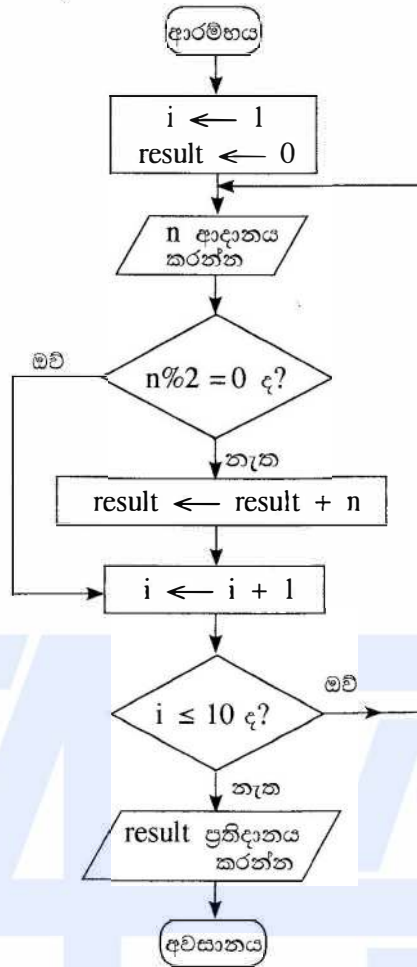 ආරම්භය
i ← 1
result ← 0
n ආදානය
කරන්න
ඔව්
n%2 = 0 ද?
නැත
result ← result + n
i ← i + 1
ඔව්
i ≤ 10 ද?
නැත
result ප්‍රතිදානය
කරන්න
අවසානය